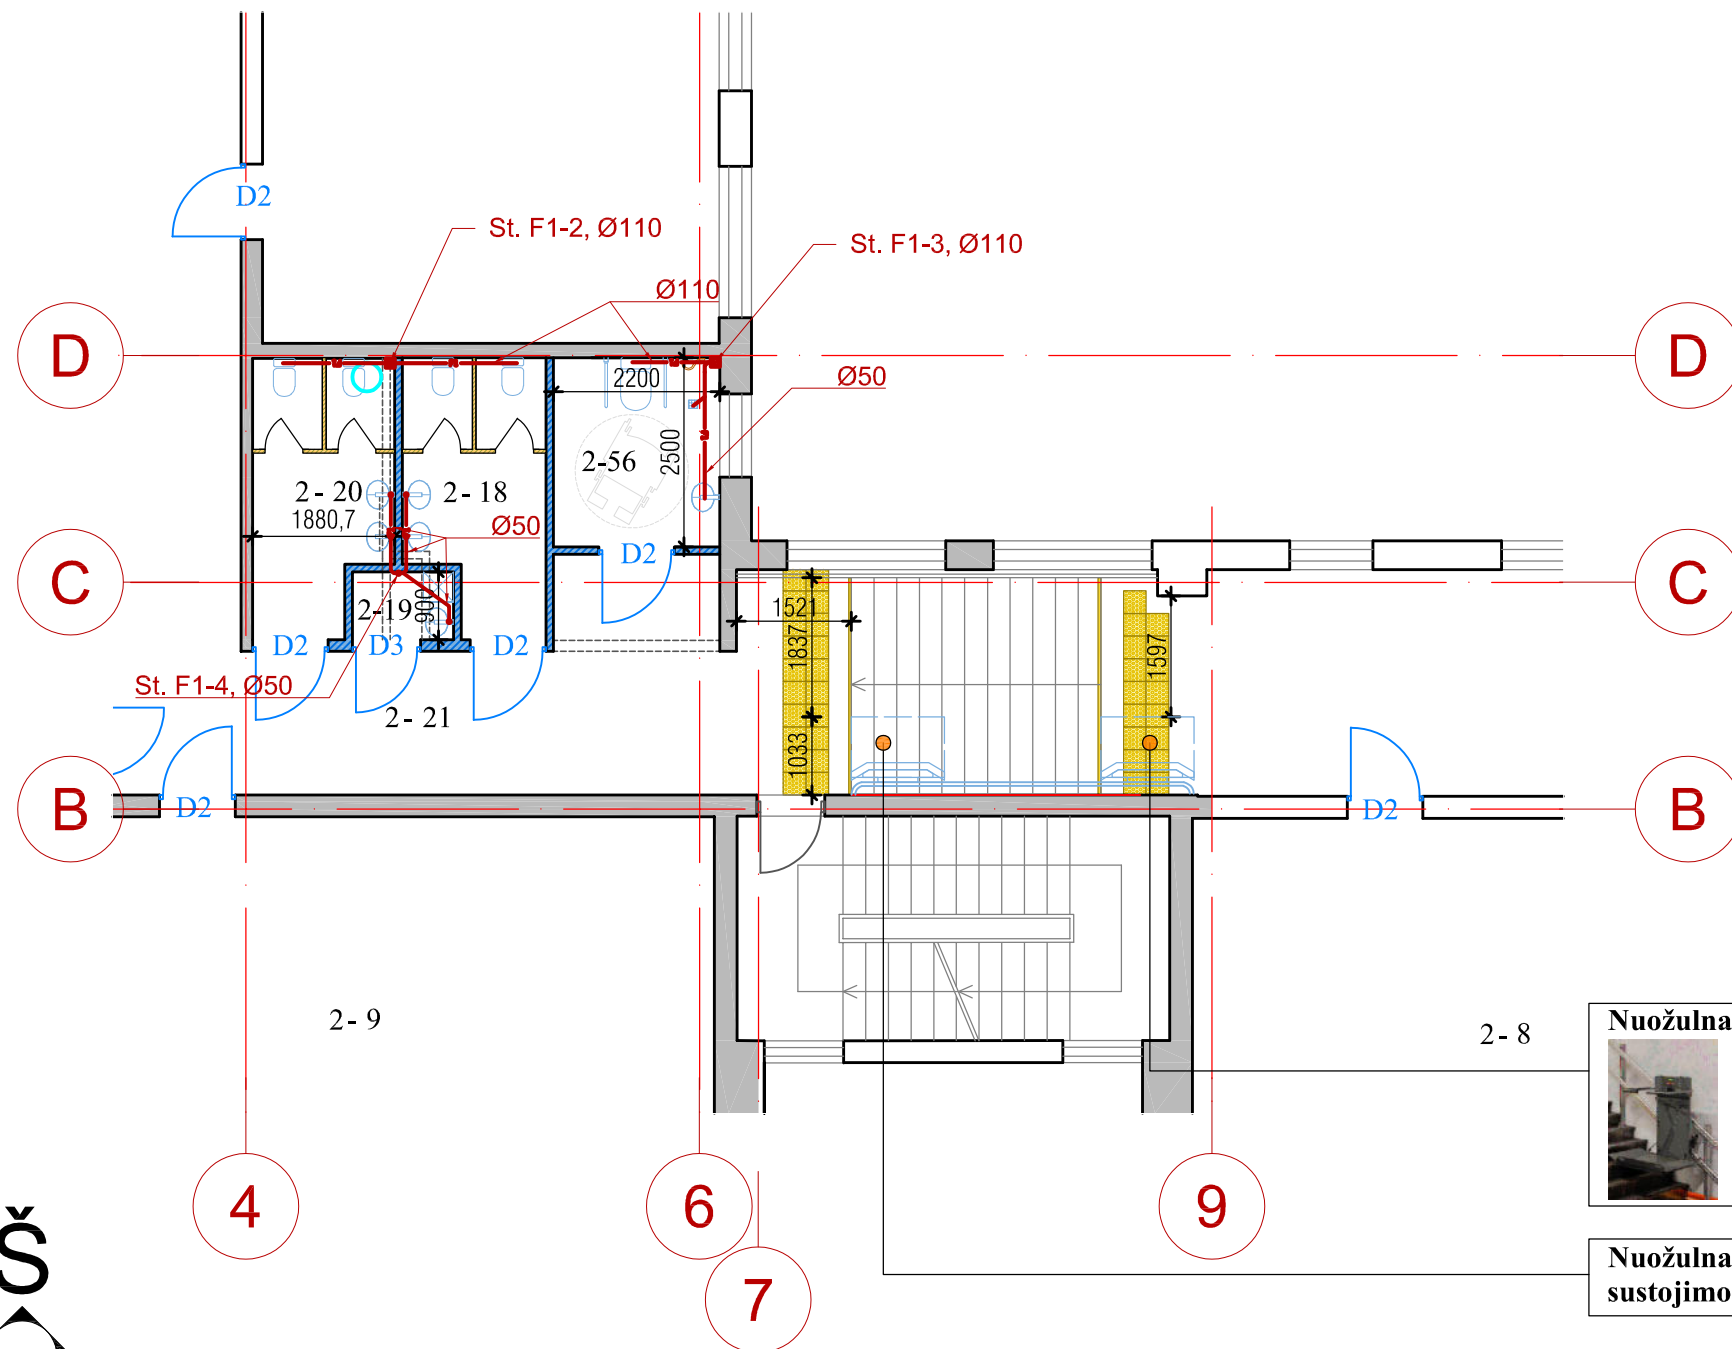 D2
St. F1-2, Ø110
St. F1-3, Ø110
Ø110
D
D
2200
Ø50
2500
2-56
2- 20
2- 18
1880,7
Ø50
D2
C
C
2-19
900
1521
1837
1597
D2
D3
D2
St. F1-4, Ø50
2- 21
1033
B
D2
D2
B
2- 9
2- 8
Nuožulna
4
6
9
7
Š
Nuožulna
sustojimo